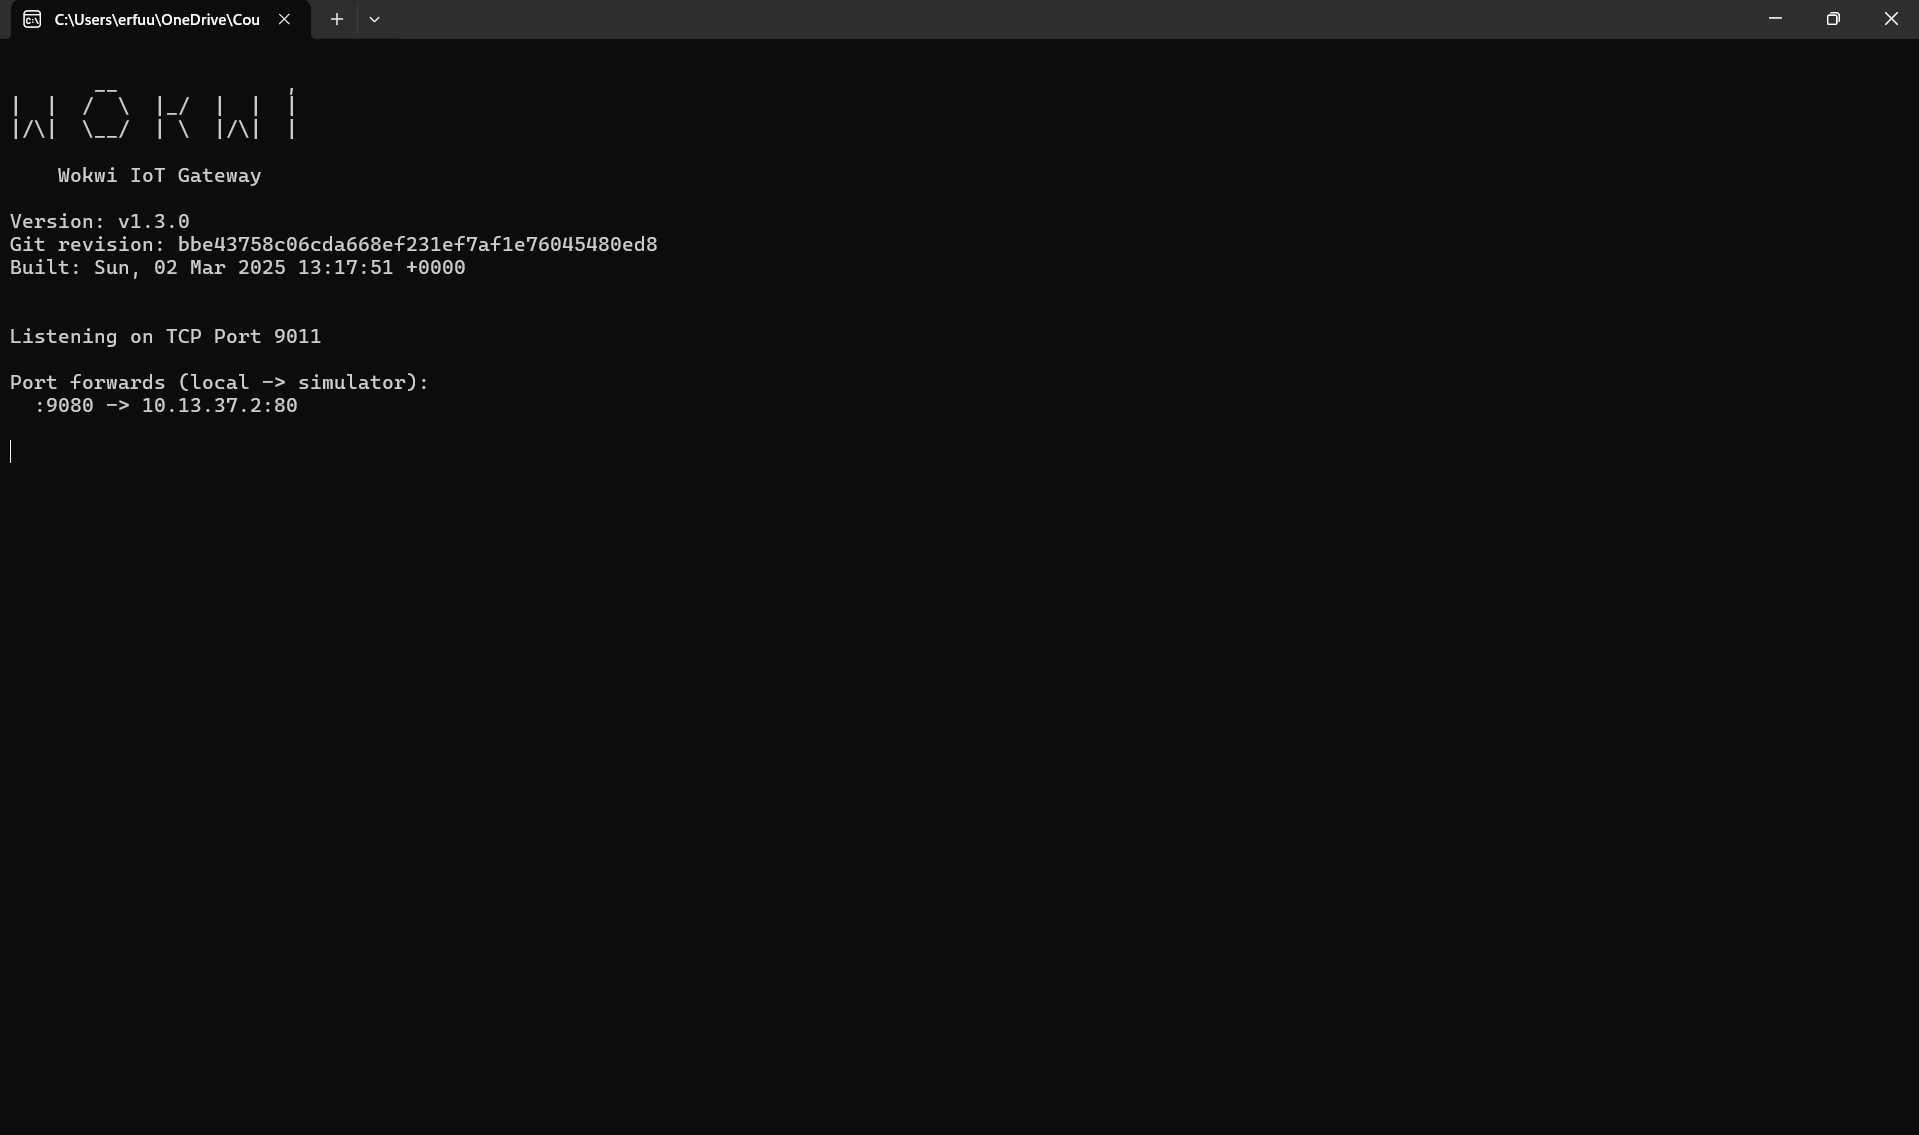 C:\Users\erfuu\OneDrive\Cou
        __              ,
|  |  /  \  |_/  |  |  |
|/\|  \__/  | \  |/\|  |
Wokwi IoT Gateway
Version: v1.3.0
Git revision: bbe43758c06cda668ef231ef7af1e76045480ed8
Built: Sun, 02 Mar 2025 13:17:51 +0000
Listening on TCP Port 9011
Port forwards (local -> simulator):
:9080 -> 10.13.37.2:80